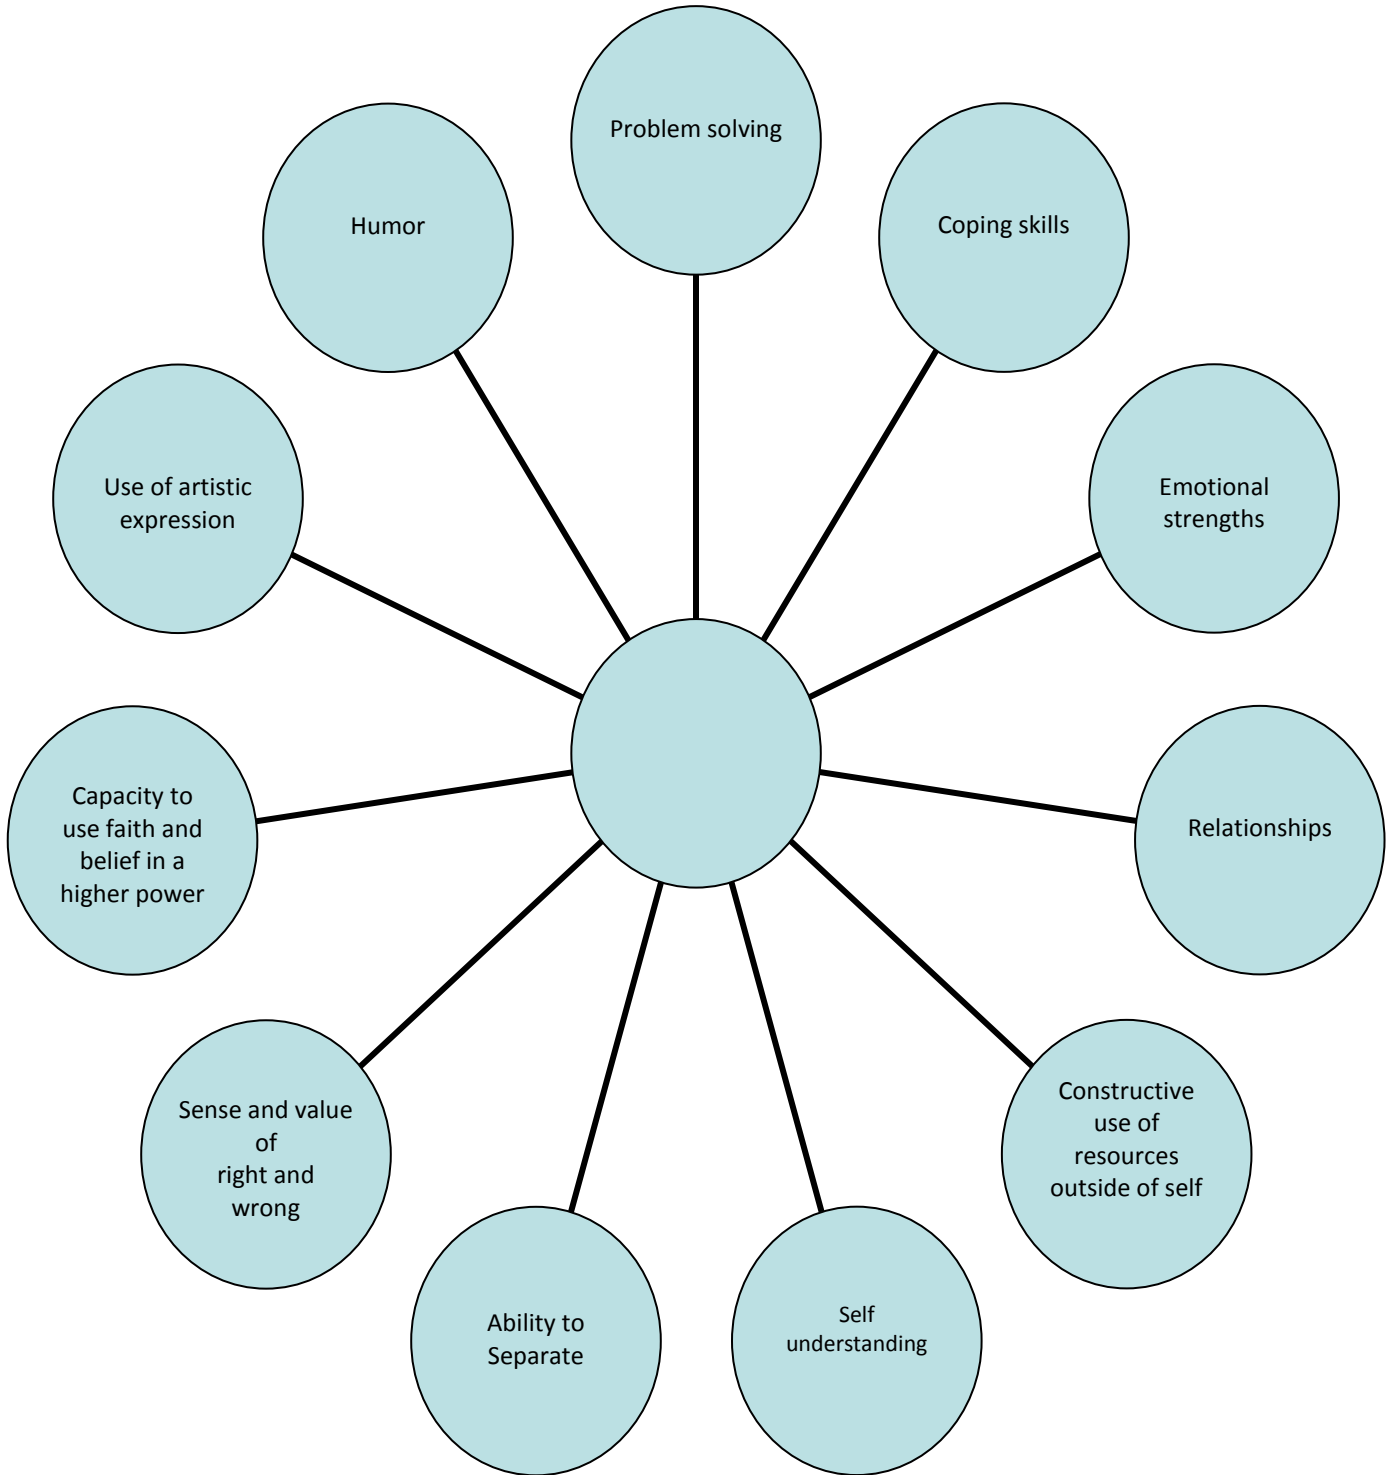 Problem solving
Humor
Coping skills
Use of artistic
expression
Emotional
strengths
Capacity to
use faith and
belief in a
higher power
Relationships
Sense and value
of
right and
wrong
Constructive
use of
resources
outside of self
Ability to
Separate
Self
understanding